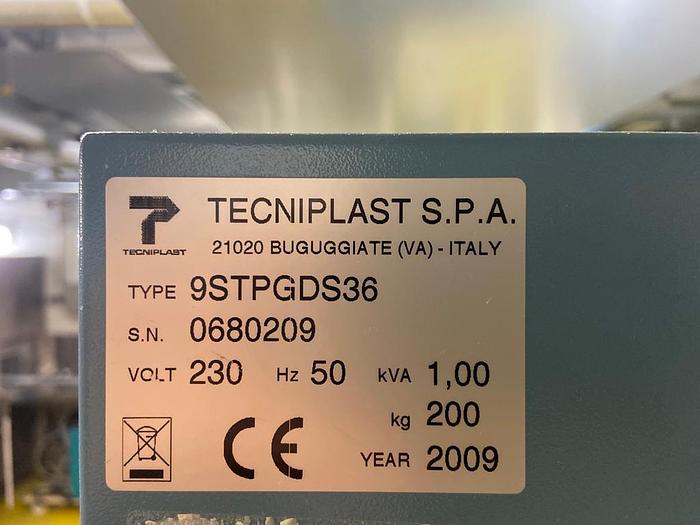 TECNIPLAST S.P.A.
TECNIPLAST
21020 BUGUGGIATE (VA) - ITALY
TYPE 9STPGDS36
S.N. 0680209
VOLT 230 Hz 50 kVA 1,00
kg 200
CE YEAR 2009